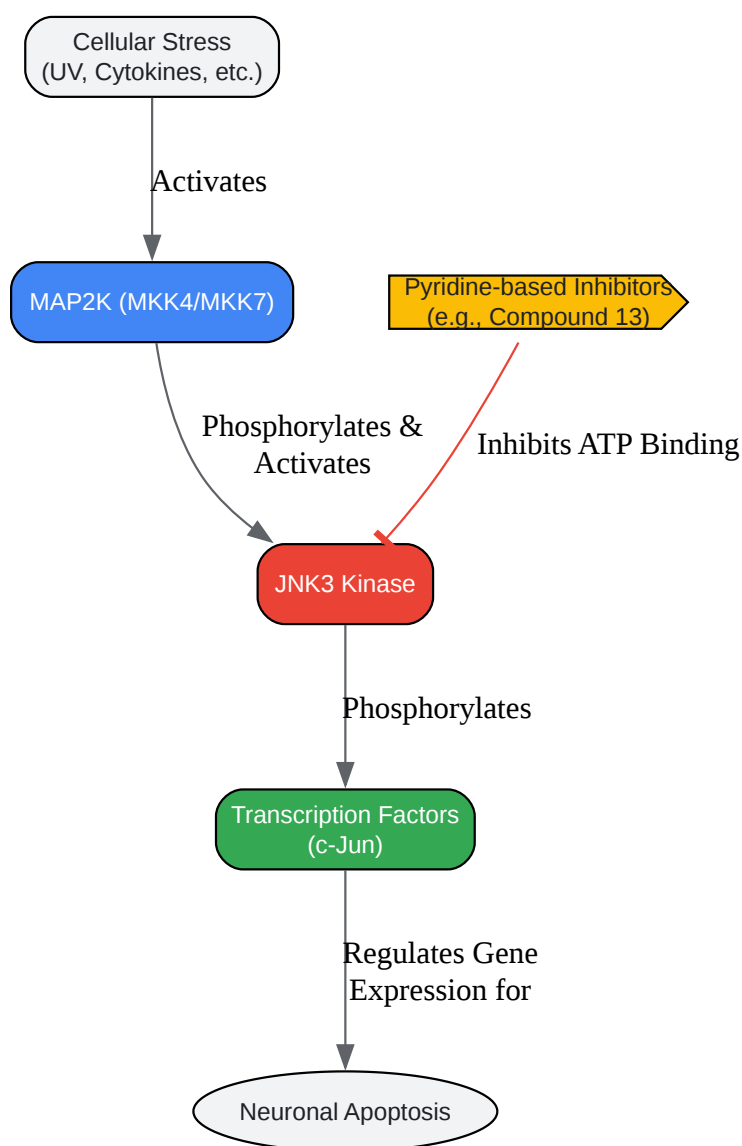 Cellular Stress
(UV, Cytokines, etc.)
Activates
MAP2K (MKK4/MKK7)
Pyridine-based Inhibitors
(e.g., Compound 13)
Phosphorylates &
Activates
Inhibits ATP Binding
JNK3 Kinase
Phosphorylates
Transcription Factors
(c-Jun)
Regulates Gene
Expression for
Neuronal Apoptosis